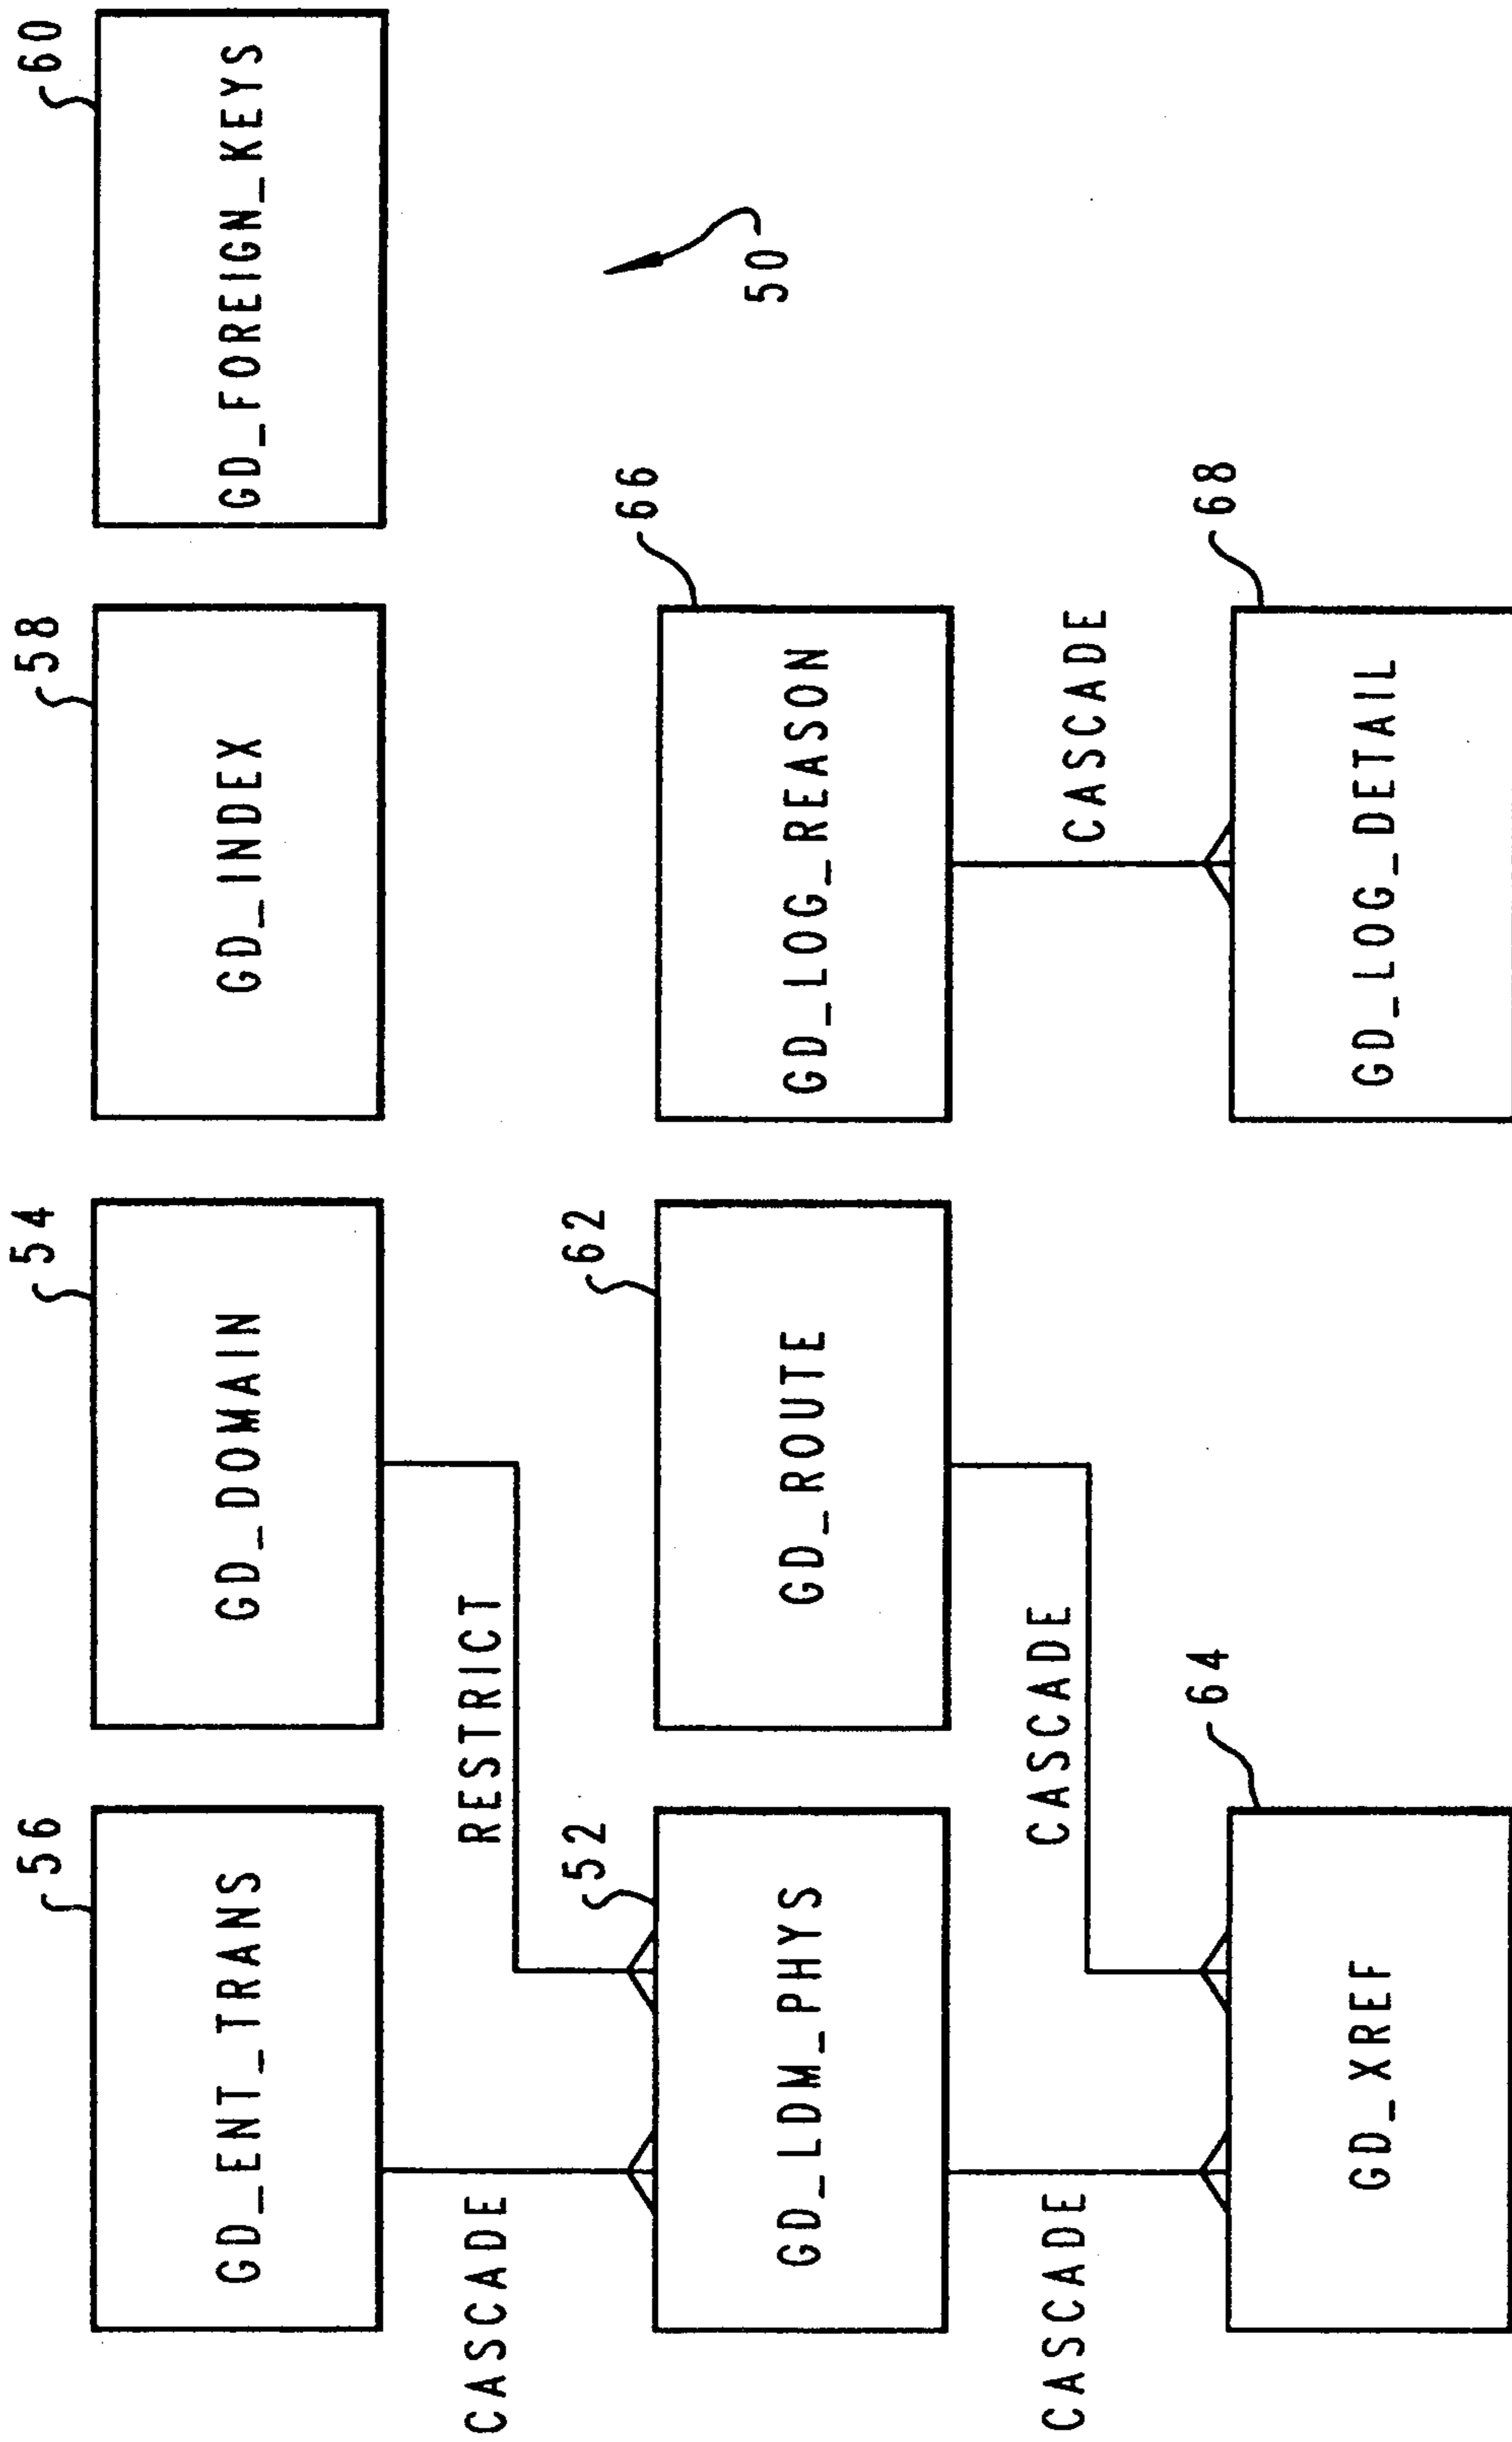 56
54
58
60
GD_ENT_TRANS
GD_DOMAIN
GD_INDEX
GD_FOREIGN_KEYS
CASCADE
RESTRICT
52
62
66
50
GD_LDM_PHYS
GD_ROUTE
GD_LOG_REASON
CASCADE
CASCADE
CASCADE
64
68
GD_XREF
GD_LOG_DETAIL